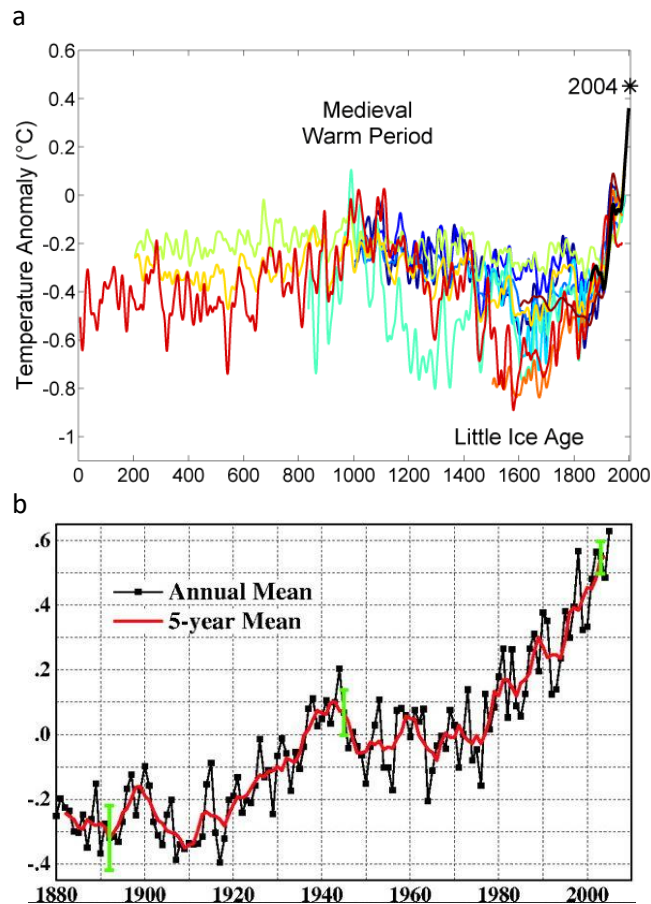 a
0.6
0.4
0.2
0
-0.2
-0.4
-0.6
-0.8
-1
Temperature Anomaly (°C)
Medieval
Warm Period
2004 *
Little Ice Age
0 200 400 600 800 1000 1200 1400 1600 1800 2000
b
.6
.4
.2
.0
-.2
-.4
Annual Mean
5-year Mean
1880 1900 1920 1940 1960 1980 2000